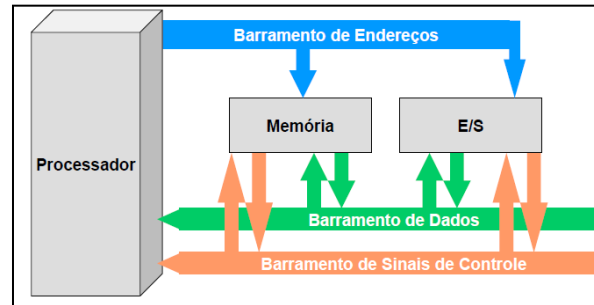 Barramento de Endereços
Memória
E/S
Processador
Barramento de Dados
Barramento de Sinais de Controle